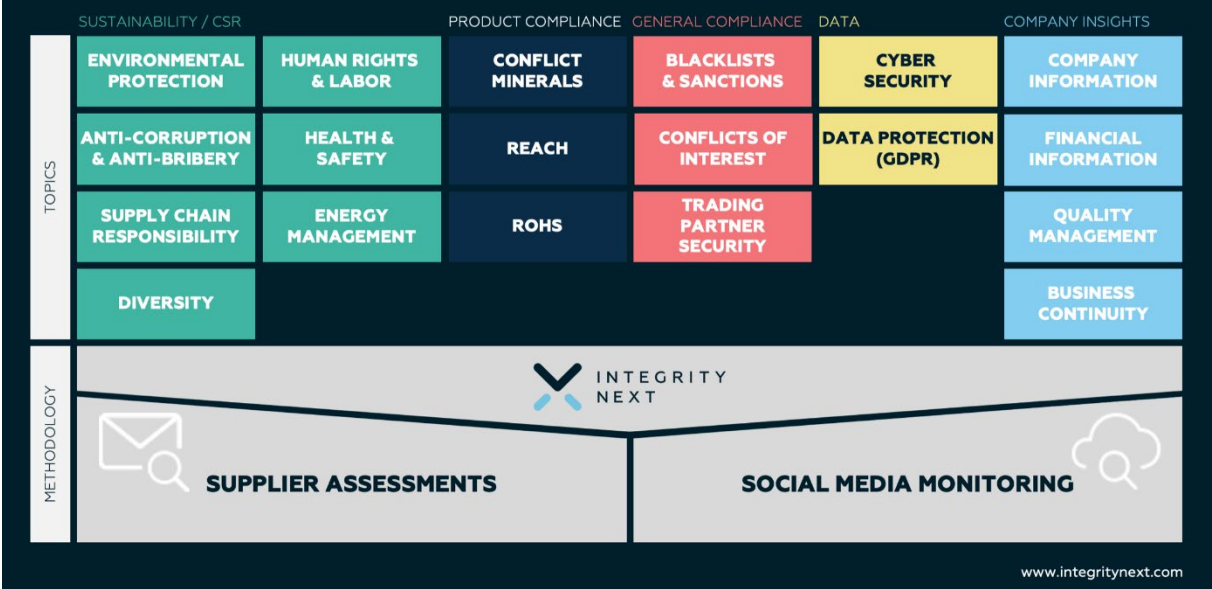 SUSTAINABILITY / CSR
PRODUCT COMPLIANCE
GENERAL COMPLIANCE
DATA
COMPANY INSIGHTS
TOPICS
ENVIRONMENTAL
PROTECTION
HUMAN RIGHTS
& LABOR
CONFLICT
MINERALS
BLACKLISTS
& SANCTIONS
CYBER
SECURITY
COMPANY
INFORMATION
ANTI-CORRUPTION
& ANTI-BRIBERY
HEALTH &
SAFETY
REACH
CONFLICTS OF
INTEREST
DATA PROTECTION
(GDPR)
FINANCIAL
INFORMATION
SUPPLY CHAIN
RESPONSIBILITY
ENERGY
MANAGEMENT
ROHS
TRADING
PARTNER
SECURITY
QUALITY
MANAGEMENT
DIVERSITY
BUSINESS
CONTINUITY
METHODOLOGY
INTEGRITY
NEXT
SUPPLIER ASSESSMENTS
SOCIAL MEDIA MONITORING
www.integritynext.com